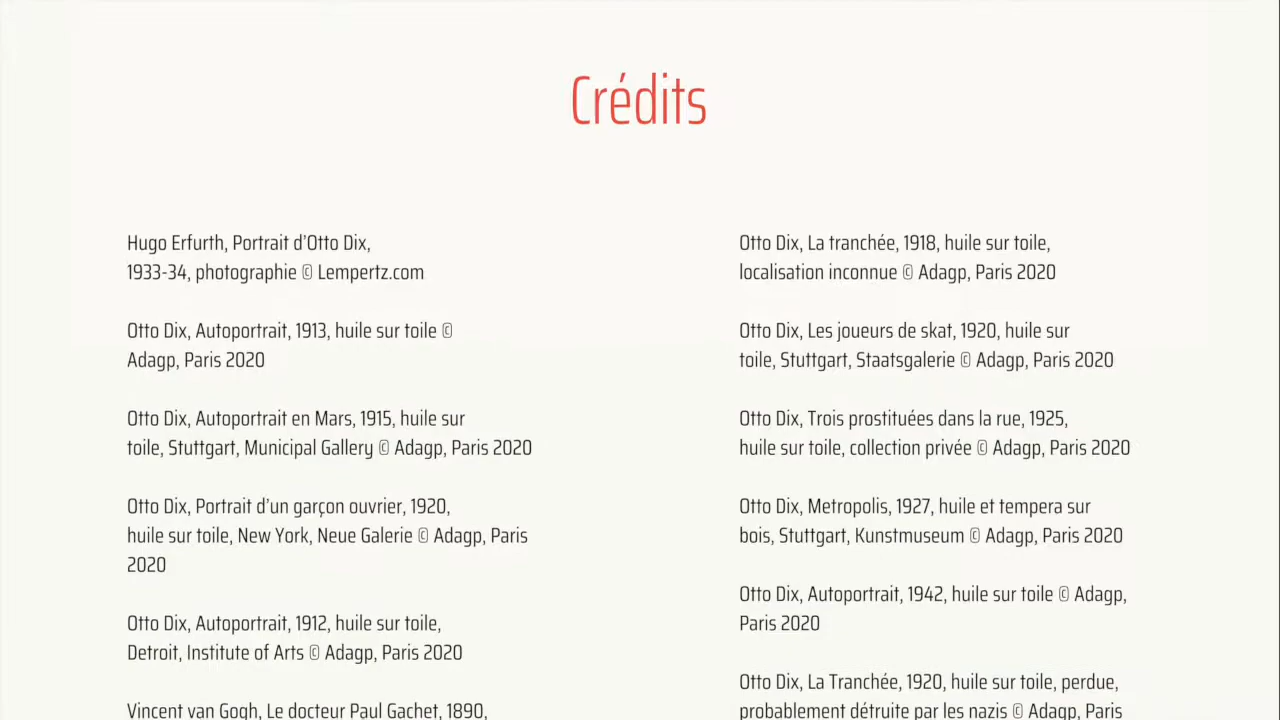 Crédits
Hugo Erfurth, Portrait d’Otto Dix,
1933-34, photographie © Lempertz.com
Otto Dix, Autoportrait, 1913, huile sur toile ©
Adagp, Paris 2020
Otto Dix, Autoportrait en Mars, 1915, huile sur
toile, Stuttgart, Municipal Gallery © Adagp, Paris 2020
Otto Dix, Portrait d’un garçon ouvrier, 1920,
huile sur toile, New York, Neue Galerie © Adagp, Paris
2020
Otto Dix, Autoportrait, 1912, huile sur toile,
Detroit, Institute of Arts © Adagp, Paris 2020
Vincent van Gogh, Le docteur Paul Gachet, 1890,
Otto Dix, La tranchée, 1918, huile sur toile,
localisation inconnue © Adagp, Paris 2020
Otto Dix, Les joueurs de skat, 1920, huile sur
toile, Stuttgart, Staatsgalerie © Adagp, Paris 2020
Otto Dix, Trois prostituées dans la rue, 1925,
huile sur toile, collection privée © Adagp, Paris 2020
Otto Dix, Metropolis, 1927, huile et tempera sur
bois, Stuttgart, Kunstmuseum © Adagp, Paris 2020
Otto Dix, Autoportrait, 1942, huile sur toile © Adagp,
Paris 2020
Otto Dix, La Tranchée, 1920, huile sur toile, perdue,
probablement détruite par les nazis © Adagp, Paris